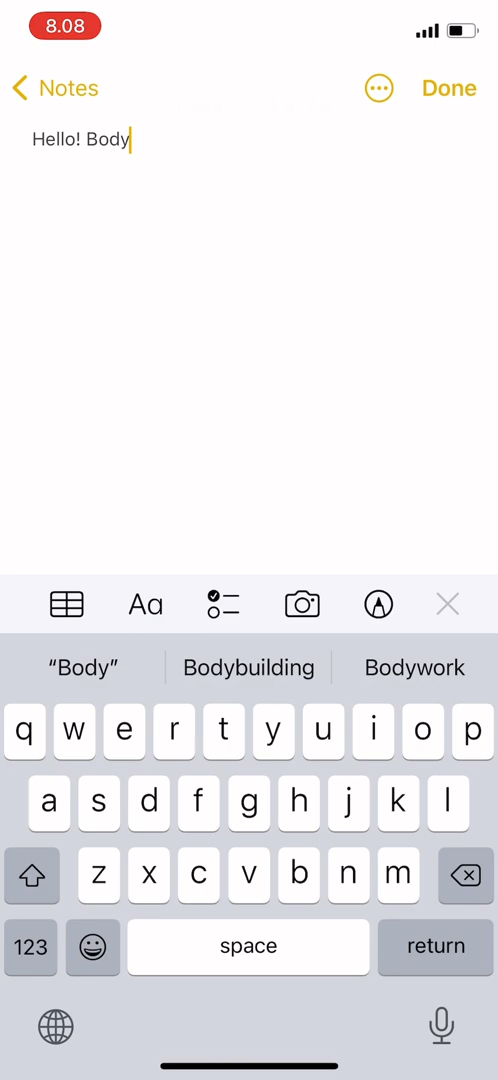 8.08
Notes
Done
Hello! Body
Aa
“Body” Bodybuilding Bodywork
q w e r t y u i o p
a s d f g h j k l
z x c v b n m
123 space return